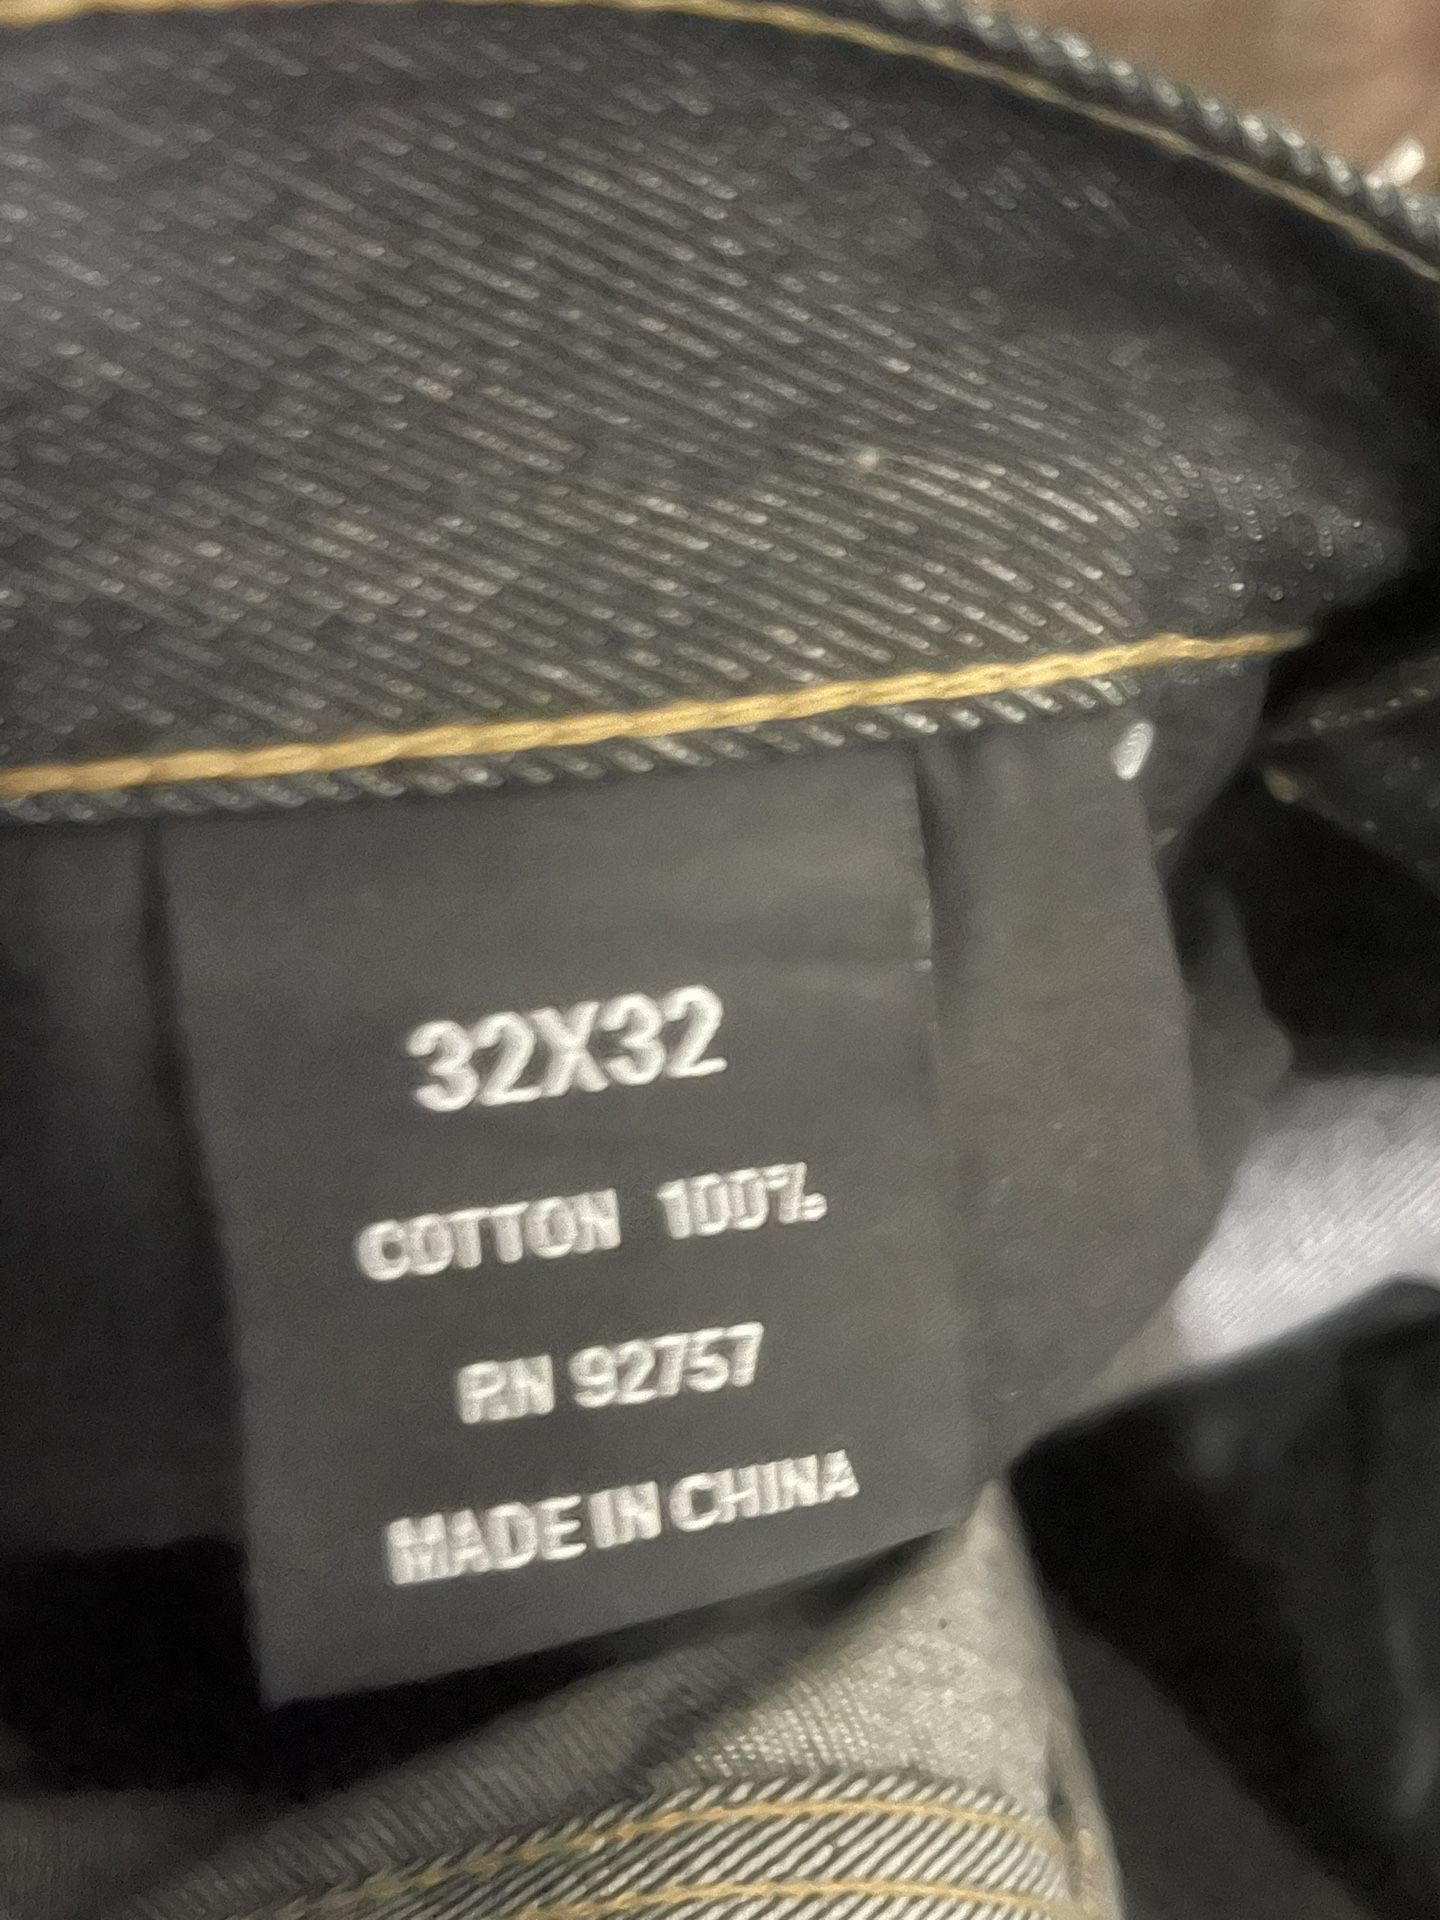 32X32
COTTON 100%
RN 92757
MADE IN CHINA